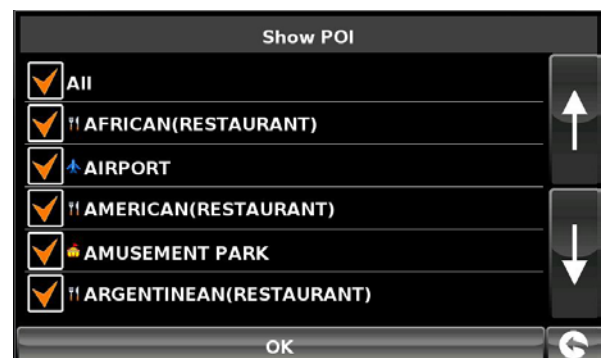 Show POI
All
AFRICAN(RESTAURANT)
AIRPORT
AMERICAN(RESTAURANT)
AMUSEMENT PARK
ARGENTINEAN(RESTAURANT)
OK